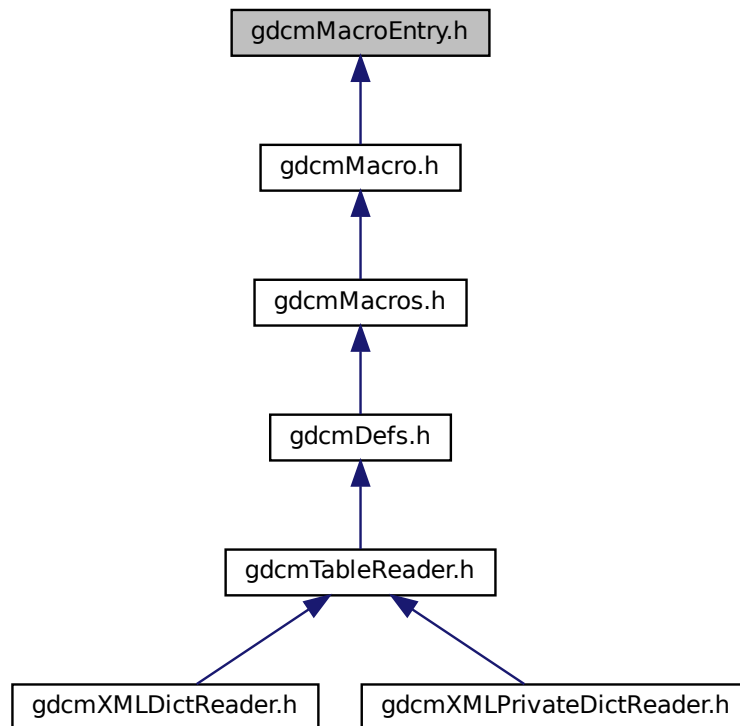 gdcmMacroEntry.h
gdcmMacro.h
gdcmMacros.h
gdcmDefs.h
gdcmTableReader.h
gdcmXMLDictReader.h
gdcmXMLPrivateDictReader.h